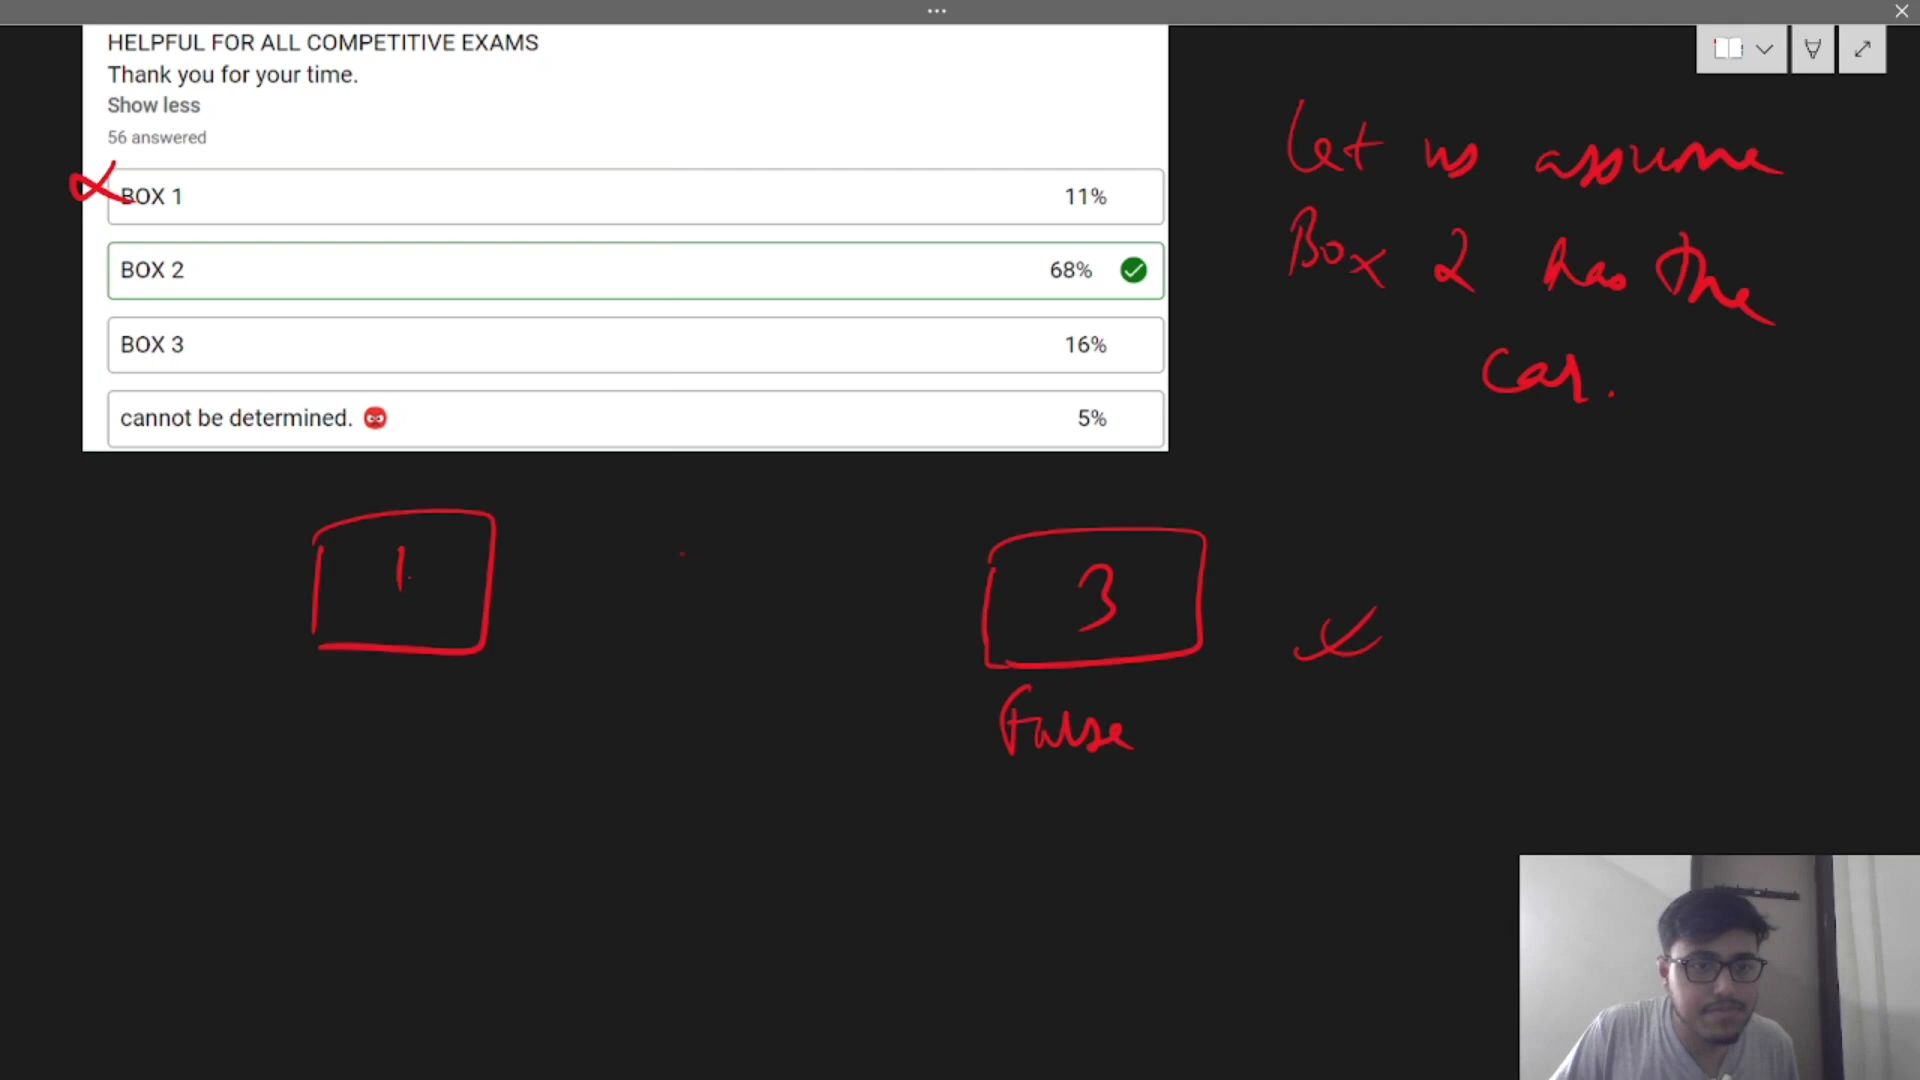 HELPFUL FOR ALL COMPETITIVE EXAMS
Thank you for your time.
Show less
56 answered
BOX 1 11%
BOX 2 68%
BOX 3 16%
cannot be determined. 5%
Let us assume
Box 2 has the
car.
1
3
False